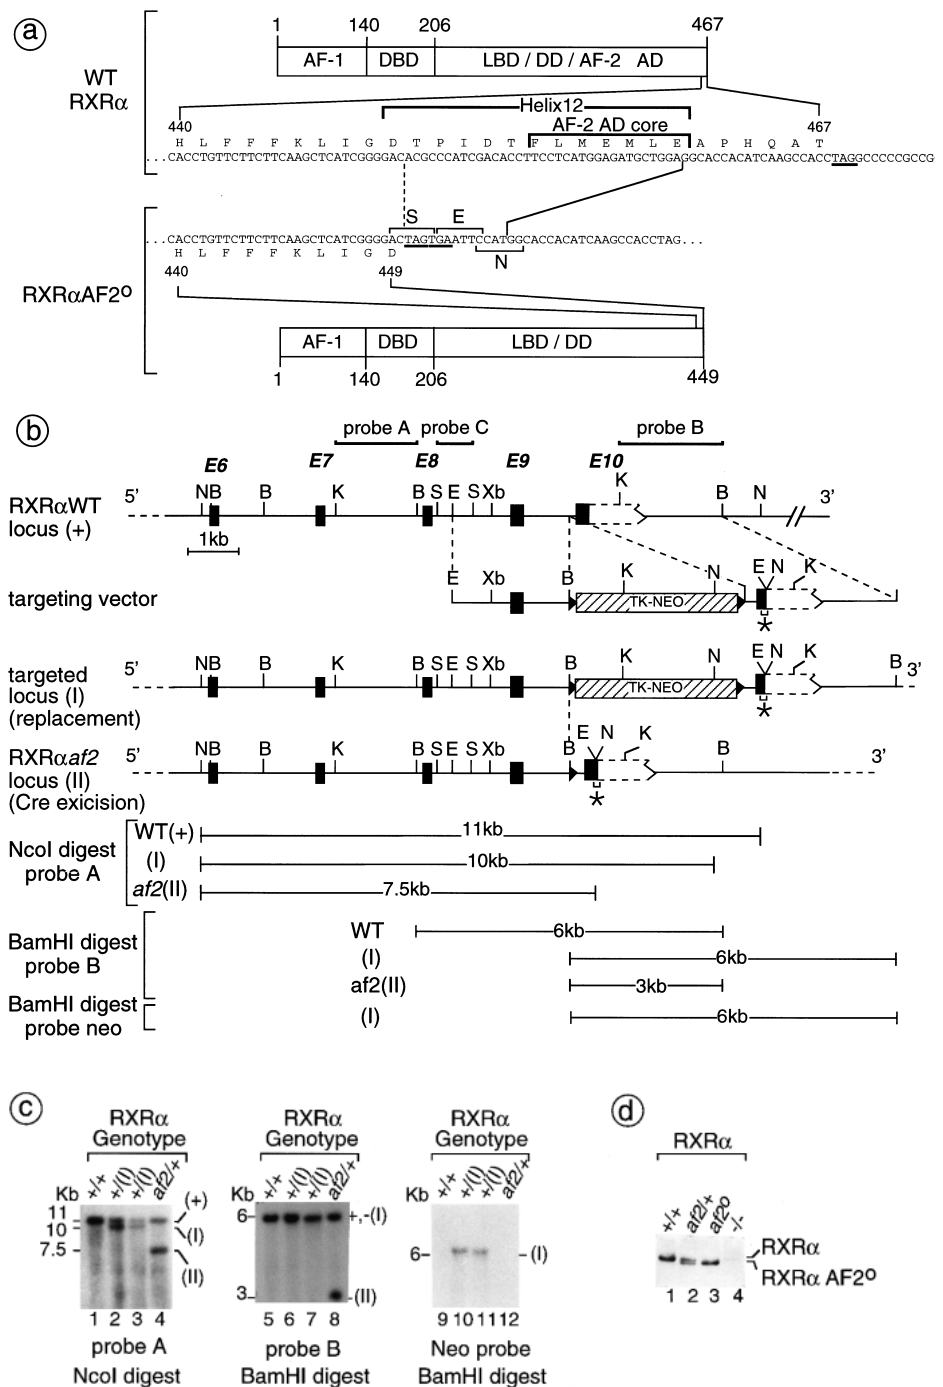 a
1 140 206 467
AF-1 DBD LBD / DD / AF-2 AD
WT
RXRα
Helix12
AF-2 AD core
440 467
H L F F F K L I G D T P I D T F L M E M L E A P H Q A T
...CACCTGTTCTTCTTCAAGCTCATCGGGGACACGCCCATCGACACCTTCCTCATGGAGATGCTGGAGGCACCACATCAAGCCACCTAGGCCCCCGCCG
S E
...CACCTGTTCTTCTTCAAGCTCATCGGGGACTAGTGAATTCCATGGCACCACATCAAGCCACCTAG...
H L F F F K L I G D
N
440 449
RXRαAF2o
AF-1 DBD LBD / DD
1 140 206 449
b
probe A probe C probe B
E6 E7 E8 E9 E10
RXRαWT
locus (+)
5' NB B K B S E S Xb K B N 3'
1kb
targeting vector
E Xb B K N E N K
TK-NEO
*
targeted
locus (I)
(replacement)
5' NB B K B S E S Xb B K N E N K B 3'
TK-NEO
*
RXRαaf2
locus (II)
(Cre exicision)
5' NB B K B S E S Xb B E N K B 3'
*
NcoI digest
probe A
WT(+) 11kb
(I) 10kb
af2(II) 7.5kb
BamHI digest
probe B
WT 6kb
(I) 6kb
af2(II) 3kb
BamHI digest
probe neo
(I) 6kb
c
RXRα
Genotype
Kb +/+ +/(I) +/(I) af2/+
11
10
7.5
(+)
(I)
(II)
1 2 3 4
probe A
NcoI digest
RXRα
Genotype
Kb +/+ +/(I) +/(I) af2/+
6
3
+,-(I)
(II)
5 6 7 8
probe B
BamHI digest
RXRα
Genotype
+/+ +/(I) +/(I) af2/+
6
(I)
9 10 11 12
Neo probe
BamHI digest
d
RXRα
+/+ af2/+ af2o -/-
RXRα
RXRα AF2o
1 2 3 4